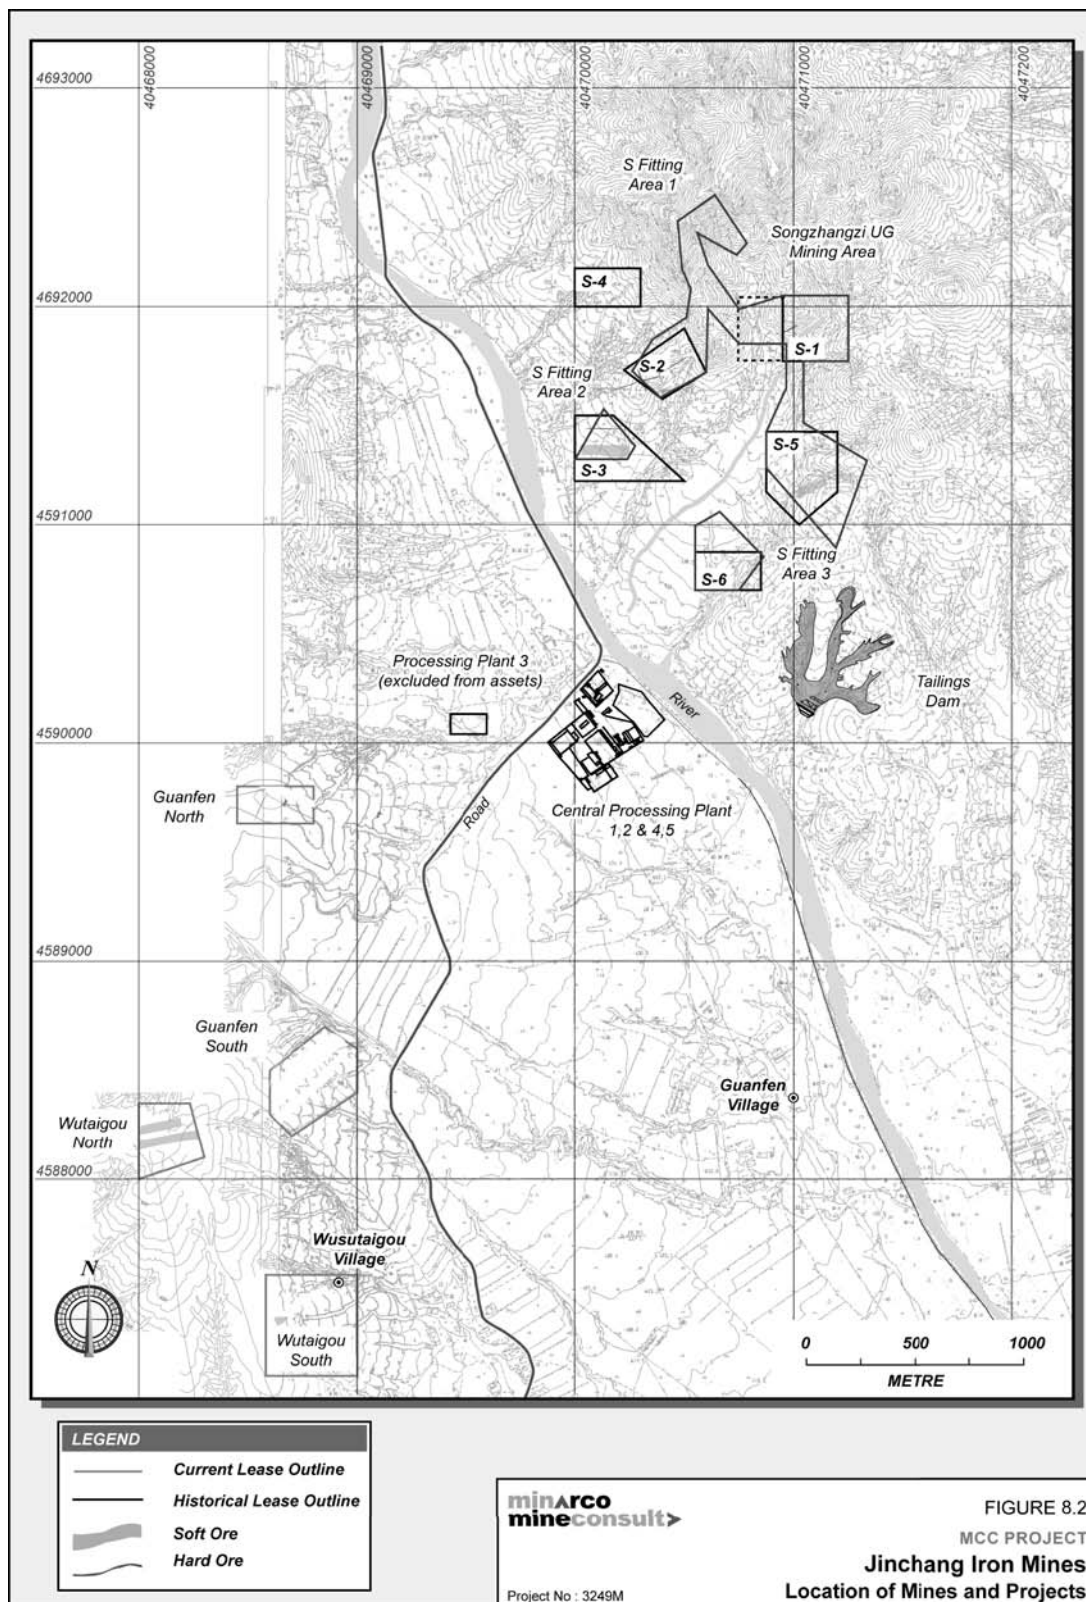 40468000
40469000
40470000
40471000
4047200
4693000
S Fitting
Area 1
Songzhangzi UG
Mining Area
S-4
4692000
S-1
S-2
S Fitting
Area 2
S-5
S-3
4591000
S Fitting
Area 3
S-6
Processing Plant 3
(excluded from assets)
Tailings
Dam
River
4590000
Guanfen
North
Road
Central Processing Plant
1,2 & 4,5
4589000
Guanfen
South
Guanfen
Village
Wutaigou
North
4588000
Wusutaigou
Village
N
Wutaigou
South
0 500 1000
METRE
LEGEND
Current Lease Outline
Historical Lease Outline
Soft Ore
Hard Ore
minarco
mineconsult
FIGURE 8.2
MCC PROJECT
Jinchang Iron Mines
Location of Mines and Projects
Project No : 3249M